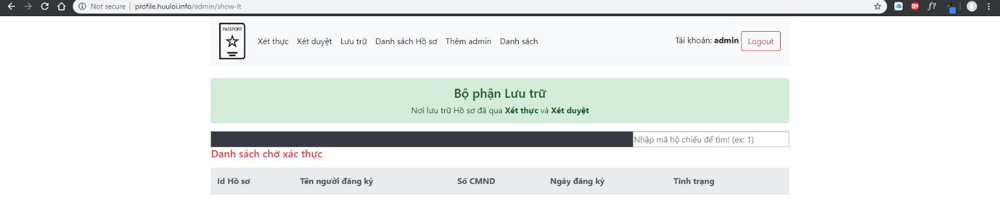 Not secure | profile.huuloi.info/admin/show-lt
PASSPORT
Xét thực Xét duyệt Lưu trữ Danh sách Hồ sơ Thêm admin Danh sách Tài khoản: admin Logout
Bộ phận Lưu trữ
Nơi lưu trữ Hồ sơ đã qua Xét thực và Xét duyệt
Nhập mã hộ chiếu để tìm! (ex: 1)
Danh sách chờ xác thực
Id Hồ sơ Tên người đăng ký Số CMND Ngày đăng ký Tình trạng